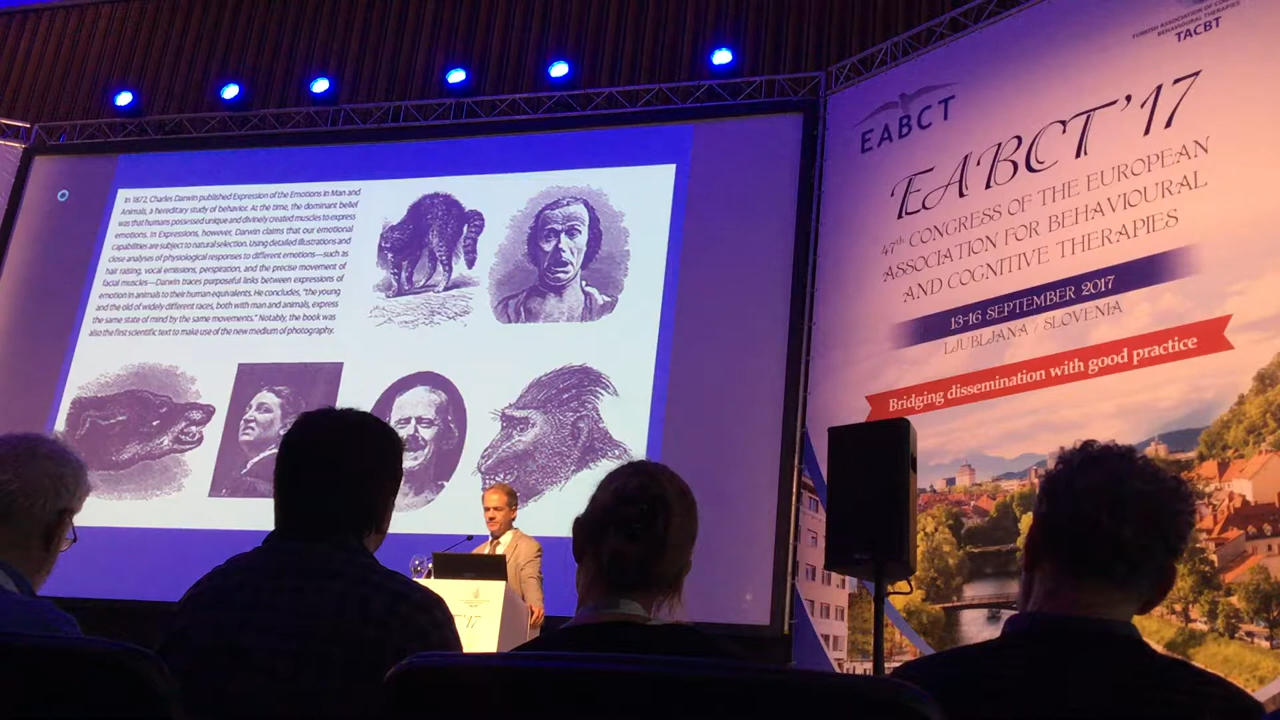 In 1872, Charles Darwin published Expression of the Emotions in Man and
Animals, a hereditary study of behavior. At the time, the dominant belief
was that humans possessed unique and divinely created muscles to express
emotions. In Expressions, however, Darwin claims that our emotional
capabilities are subject to natural selection. Using detailed illustrations and
close analyses of physiological responses to different emotions—such as
hair raising, vocal emissions, perspiration, and the precise movement of
facial muscles—Darwin traces purposeful links between expressions of
emotion in animals to their human equivalents. He concludes, "the young
and the old of widely different races, both with man and animals, express
the same state of mind by the same movements." Notably, the book was
also the first scientific text to make use of the new medium of photography.
TURKISH ASSOCIATION OF
BEHAVIOURAL THERAPIES
TACBT
EABCT
EABCT'17
47th CONGRESS OF THE EUROPEAN
ASSOCIATION FOR BEHAVIOURAL
AND COGNITIVE THERAPIES
13-16 SEPTEMBER 2017
LJUBLJANA / SLOVENIA
Bridging dissemination with good practice
'17